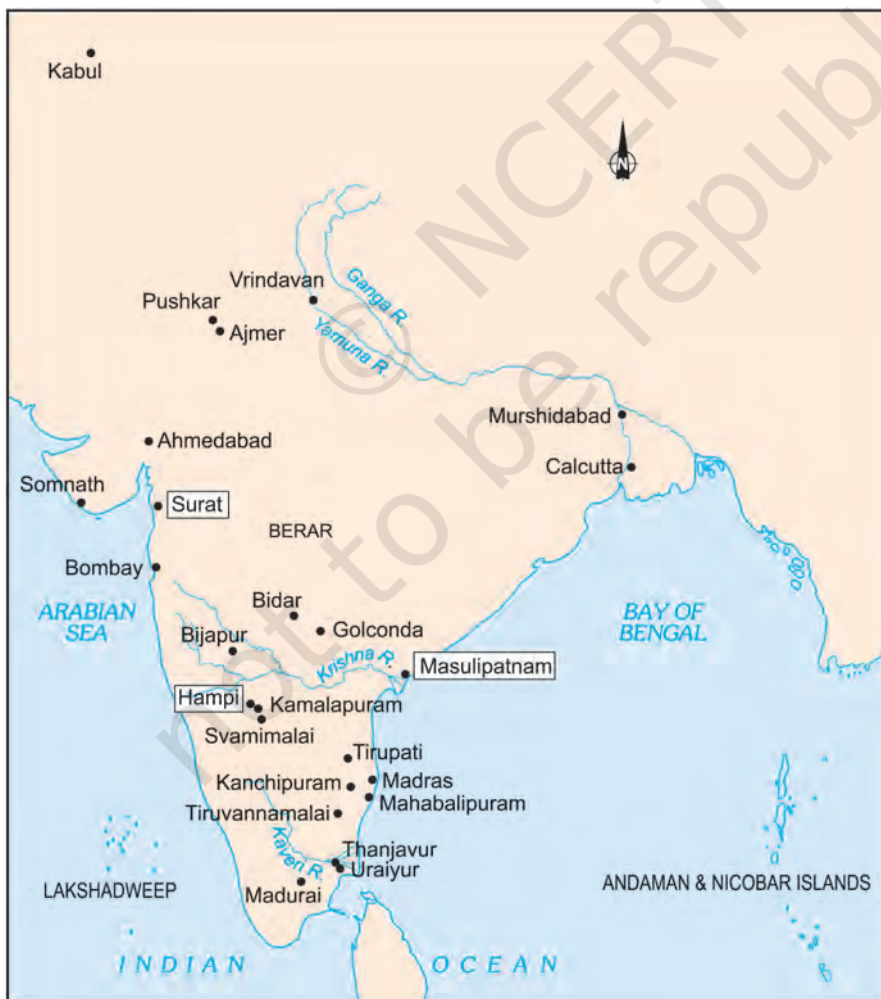 © NCERT
not to be republ
Kabul
N
Vrindavan
Ganga R.
Pushkar
Ajmer
Yamuna R.
Murshidabad
Ahmedabad
Calcutta
Somnath
Surat
BERAR
Bombay
Bidar
ARABIAN
SEA
BAY OF
BENGAL
Golconda
Bijapur
Krishna R.
Masulipatnam
Hampi
Kamalapuram
Svamimalai
Tirupati
Kanchipuram
Madras
Mahabalipuram
Tiruvannamalai
Kaveri R.
Thanjavur
Uraiyur
Madurai
LAKSHADWEEP
ANDAMAN & NICOBAR ISLANDS
INDIAN OCEAN